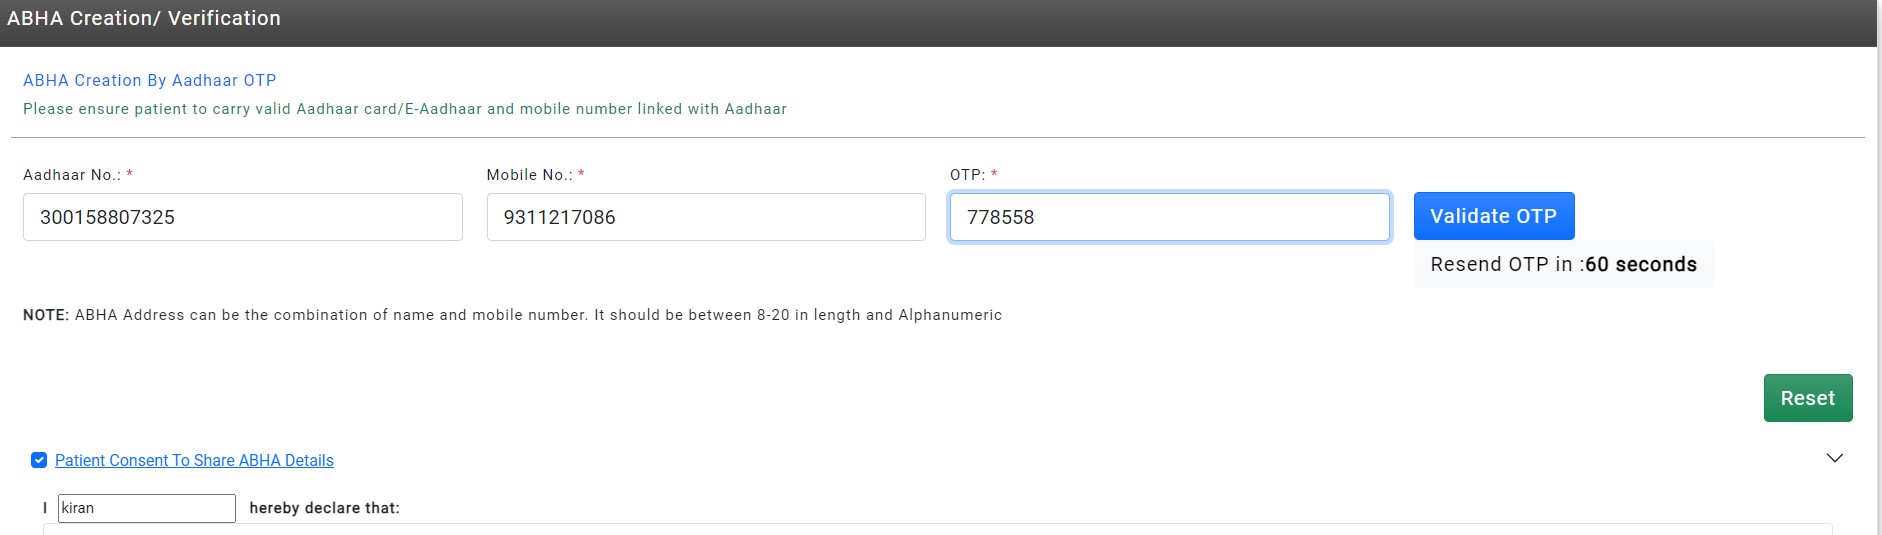 ABHA Creation/ Verification
ABHA Creation By Aadhaar OTP
Please ensure patient to carry valid Aadhaar card/E-Aadhaar and mobile number linked with Aadhaar
Aadhaar No.: * Mobile No.: * OTP: *
300158807325 9311217086 778558 Validate OTP
Resend OTP in :60 seconds
NOTE: ABHA Address can be the combination of name and mobile number. It should be between 8-20 in length and Alphanumeric
Reset
Patient Consent To Share ABHA Details
I kiran hereby declare that: